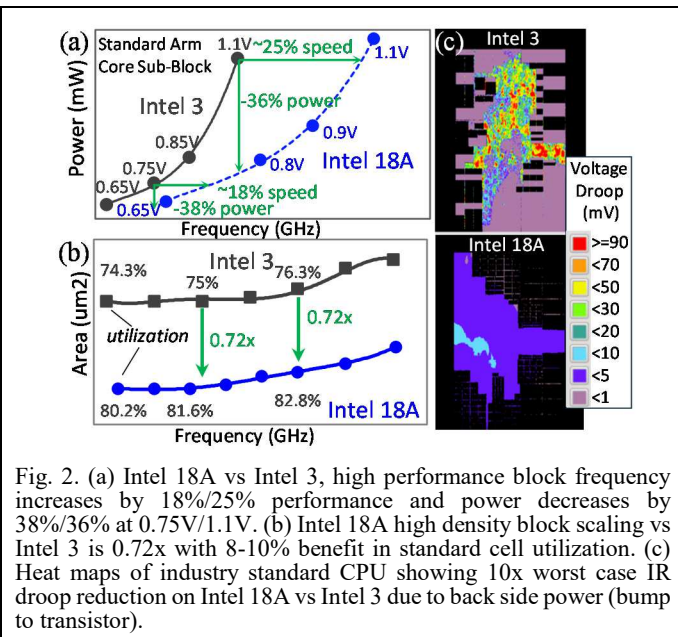 (a)
Standard Arm
Core Sub-Block
1.1V
~25% speed
1.1V
Intel 3
-36% power
0.85V
0.9V
0.75V
0.8V
Intel 18A
0.65V
~18% speed
0.65V
-38% power
Power (mW)
Frequency (GHz)
(b)
Intel 3
74.3%
75%
76.3%
utilization
0.72x
0.72x
80.2%
81.6%
82.8%
Intel 18A
Area (um2)
Frequency (GHz)
(c)
Intel 3
Voltage
Droop
(mV)
>=90
<70
<50
<30
<20
<10
<5
<1
Intel 18A
Fig. 2. (a) Intel 18A vs Intel 3, high performance block frequency
increases by 18%/25% performance and power decreases by
38%/36% at 0.75V/1.1V. (b) Intel 18A high density block scaling vs
Intel 3 is 0.72x with 8-10% benefit in standard cell utilization. (c)
Heat maps of industry standard CPU showing 10x worst case IR
droop reduction on Intel 18A vs Intel 3 due to back side power (bump
to transistor).